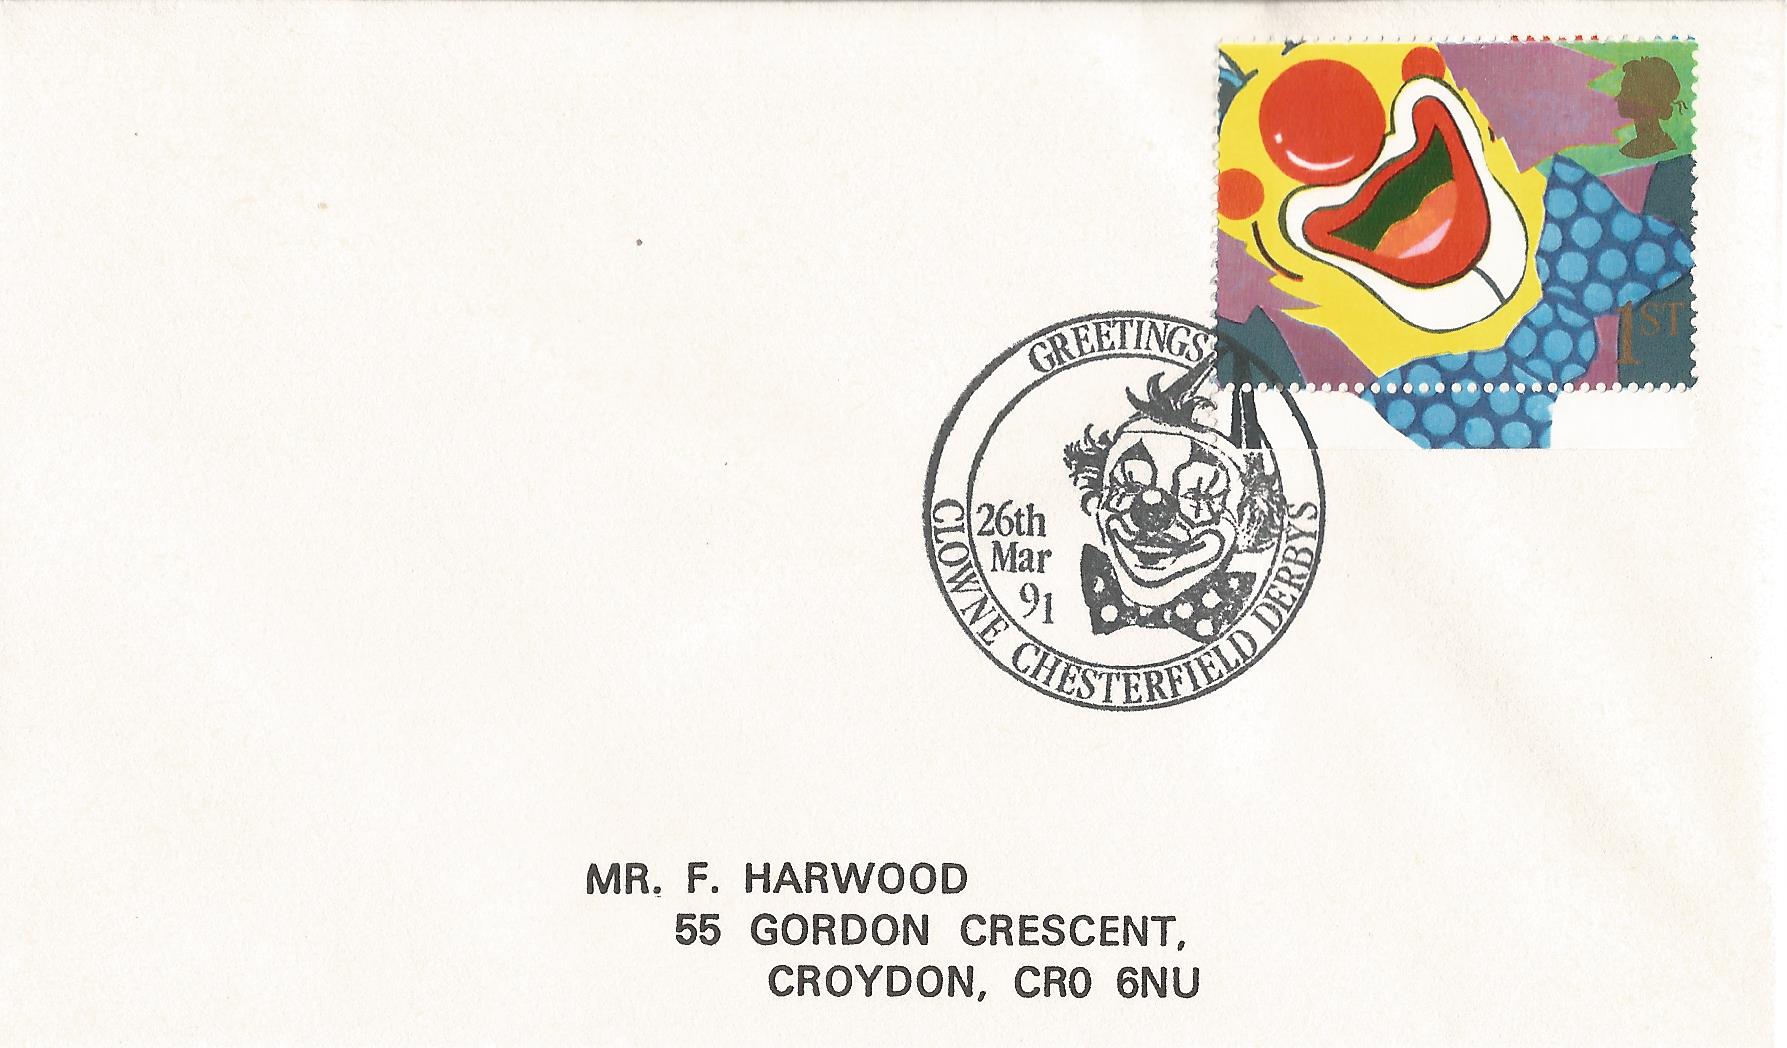 1ST
GREETINGS
26th
Mar
91
CLOWNE CHESTERFIELD DERBYS
MR. F. HARWOOD
55 GORDON CRESCENT,
CROYDON, CR0 6NU